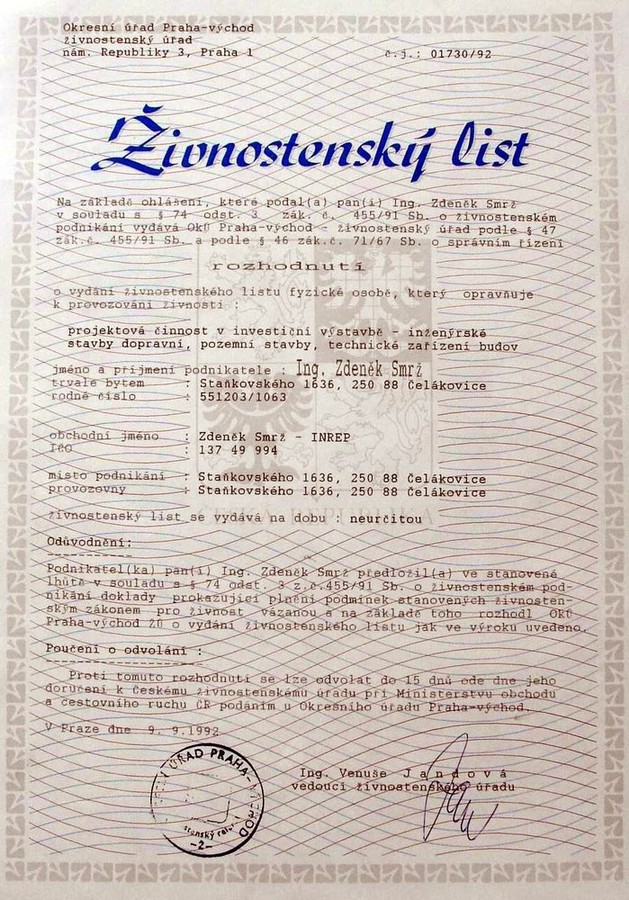 Okresní úřad Praha-východ
živnostenský úřad
nám. Republiky 3, Praha 1
č.j.: 01730/92
Živnostenský list
Na základě ohlášení, které podal(a) pan(í) Ing. Zdeněk Smrž
v souladu s § 74 odst. 3 zák. č. 455/91 Sb. o živnostenském
podnikání vydává OkÚ Praha-východ - živnostenský úřad podle § 47
zák.č. 455/91 Sb. a podle § 46 zák.č. 71/67 Sb. o správním řízení
rozhodnutí
o vydání živnostenského listu fyzické osobě, který opravňuje
k provozování živnosti :
projektová činnost v investiční výstavbě - inženýrské
stavby dopravní, pozemní stavby, technické zařízení budov
jméno a příjmení podnikatele : Ing. Zdeněk Smrž
trvale bytem : Staňkovského 1636, 250 88 Čelákovice
rodné číslo : 551203/1063
obchodní jméno : Zdeněk Smrž - INREP
IČO : 137 49 994
místo podnikání : Staňkovského 1636, 250 88 Čelákovice
provozovny : Staňkovského 1636, 250 88 Čelákovice
živnostenský list se vydává na dobu : neurčitou
ČESKÁ REPUBLIKA
Odůvodnění:
Podnikatel(ka) pan(í) Ing. Zdeněk Smrž předložil(a) ve stanovené
lhůtě v souladu s § 74 odst. 3 z.č.455/91 Sb. o živnostenském pod-
nikání doklady prokazující plnění podmínek stanovených živnosten-
ským zákonem pro živnost vázanou a na základě toho rozhodl OKÚ
Praha-východ ŽÚ o vydání živnostenského listu jak ve výroku uvedeno.
Poučení o odvolání :
Proti tomuto rozhodnutí se lze odvolat do 15 dnů ode dne jeho
doručení k Českému živnostenskému úřadu při Ministerstvu obchodu
a cestovního ruchu ČR podáním u Okresního úřadu Praha-východ.
V Praze dne 9. 9.1992
ÚŘAD PRAHA-VÝCHOD
-2-
Ing. Venuše Jandová
vedoucí živnostenského úřadu